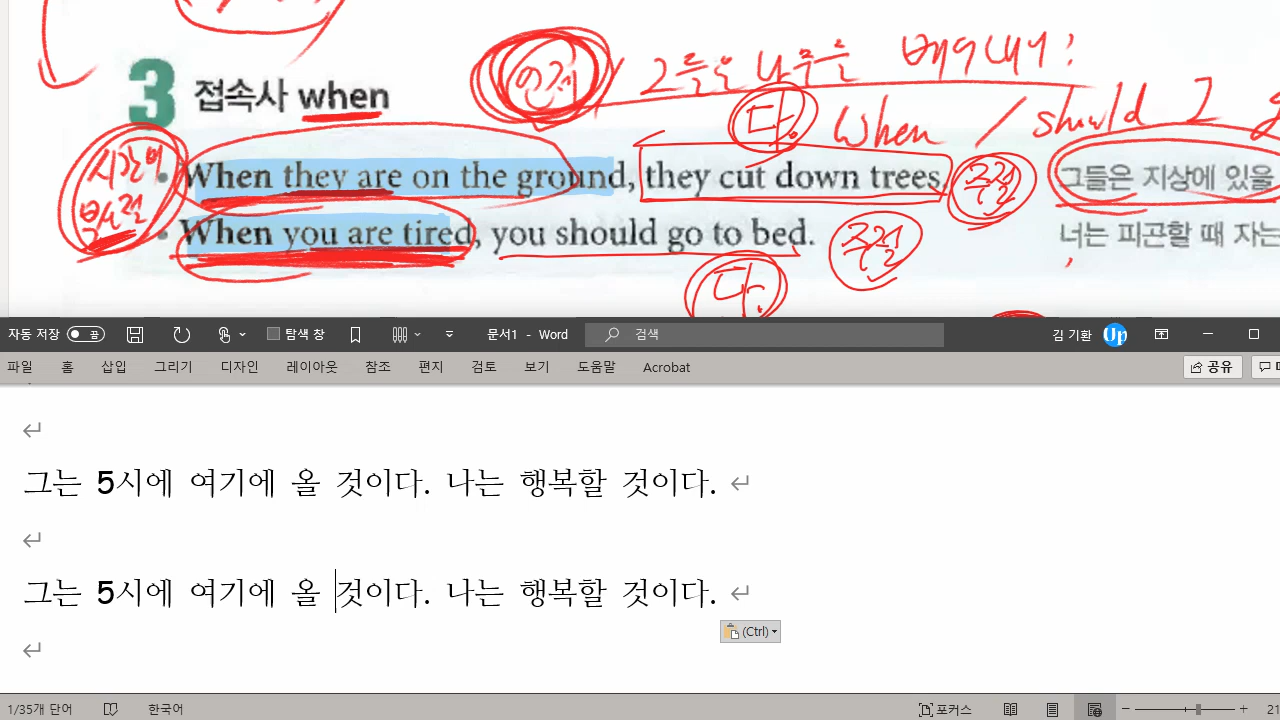 언제 그들은 나무를 베어내니?
3 접속사 when
다. When / should 2
시간의 부사절
• When they are on the ground, they cut down trees. 주절 그들은 지상에 있을
• When you are tired, you should go to bed. 주절 너는 피곤할 때 자는
다.
자동 저장 끔 탐색 창 문서1 - Word 검색 김 기환 Up
파일 홈 삽입 그리기 디자인 레이아웃 참조 편지 검토 보기 도움말 Acrobat 공유
그는 5시에 여기에 올 것이다. 나는 행복할 것이다.
그는 5시에 여기에 올 것이다. 나는 행복할 것이다.
(Ctrl)
1/35개 단어 한국어 포커스 21